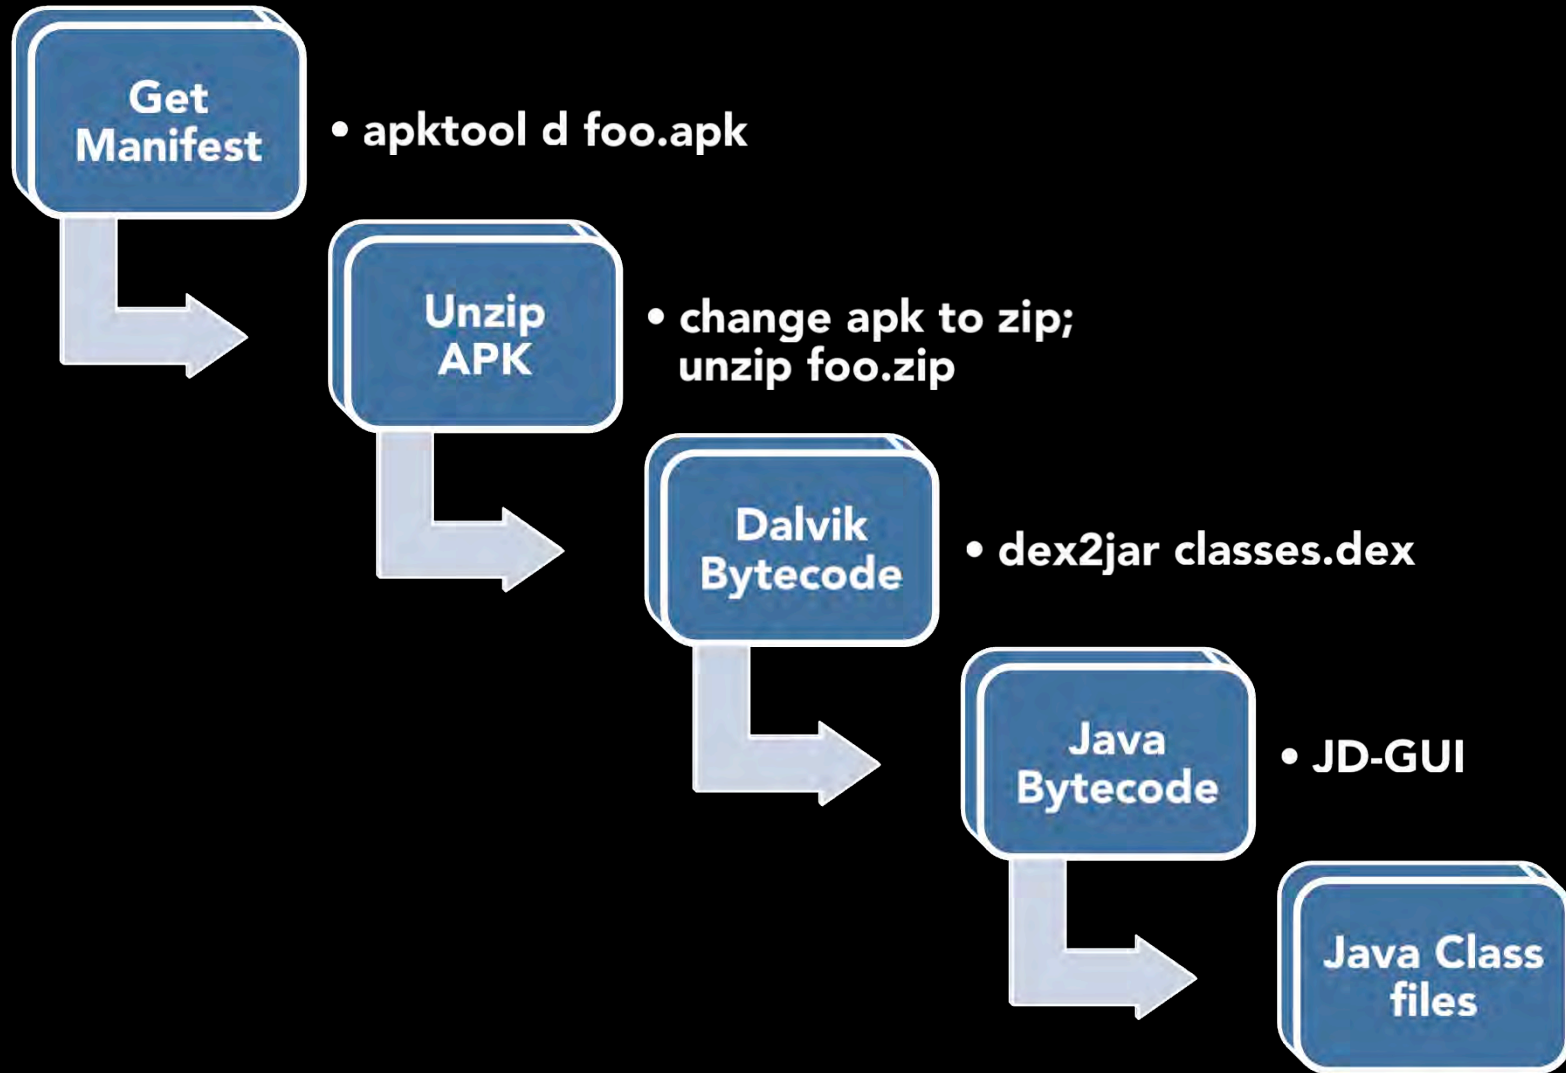 Get
Manifest
• apktool d foo.apk
Unzip
APK
• change apk to zip;
unzip foo.zip
Dalvik
Bytecode
• dex2jar classes.dex
Java
Bytecode
• JD-GUI
Java Class
files